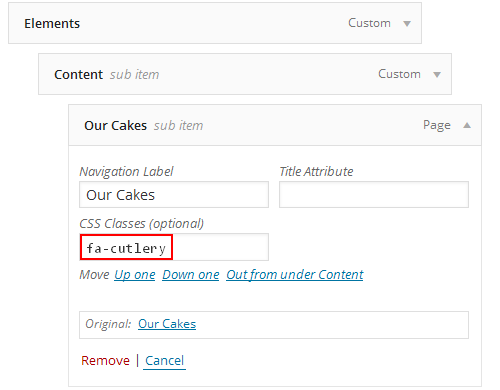 Elements Custom
Content sub item Custom
Our Cakes sub item Page
Navigation Label Title Attribute
Our Cakes
CSS Classes (optional)
fa-cutlery
Move Up one Down one Out from under Content
Original: Our Cakes
Remove | Cancel